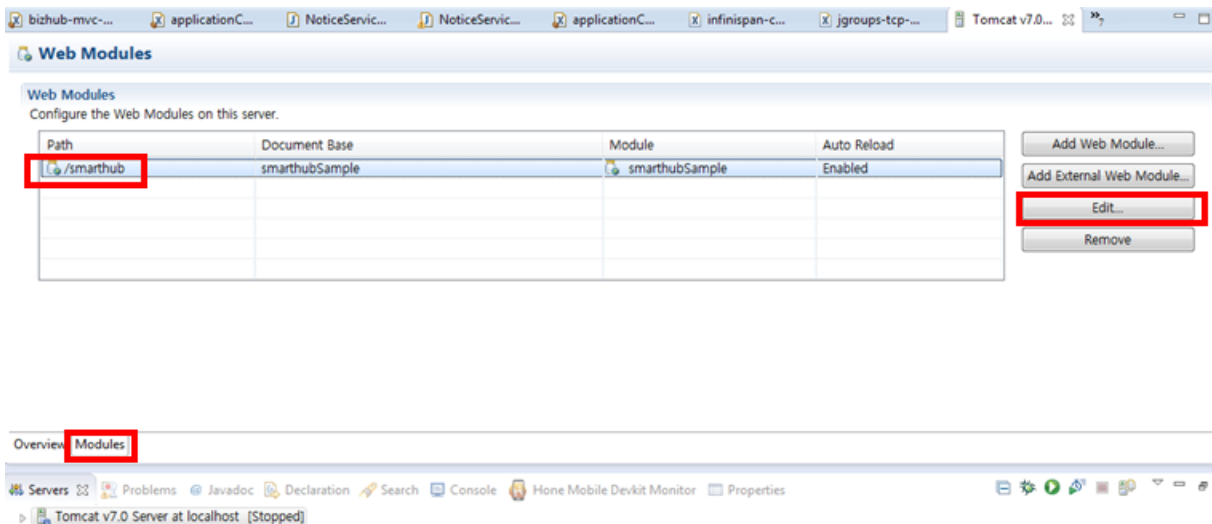 bizhub-mvc-... applicationC... NoticeServic... NoticeServic... applicationC... infinispan-c... jgroups-tcp-... Tomcat v7.0... »7
Web Modules
Web Modules
Configure the Web Modules on this server.
Path Document Base Module Auto Reload
/smarthub smarthubSample smarthubSample Enabled
Add Web Module...
Add External Web Module...
Edit...
Remove
Overview Modules
Servers Problems @ Javadoc Declaration Search Console Hone Mobile Devkit Monitor Properties
Tomcat v7.0 Server at localhost [Stopped]